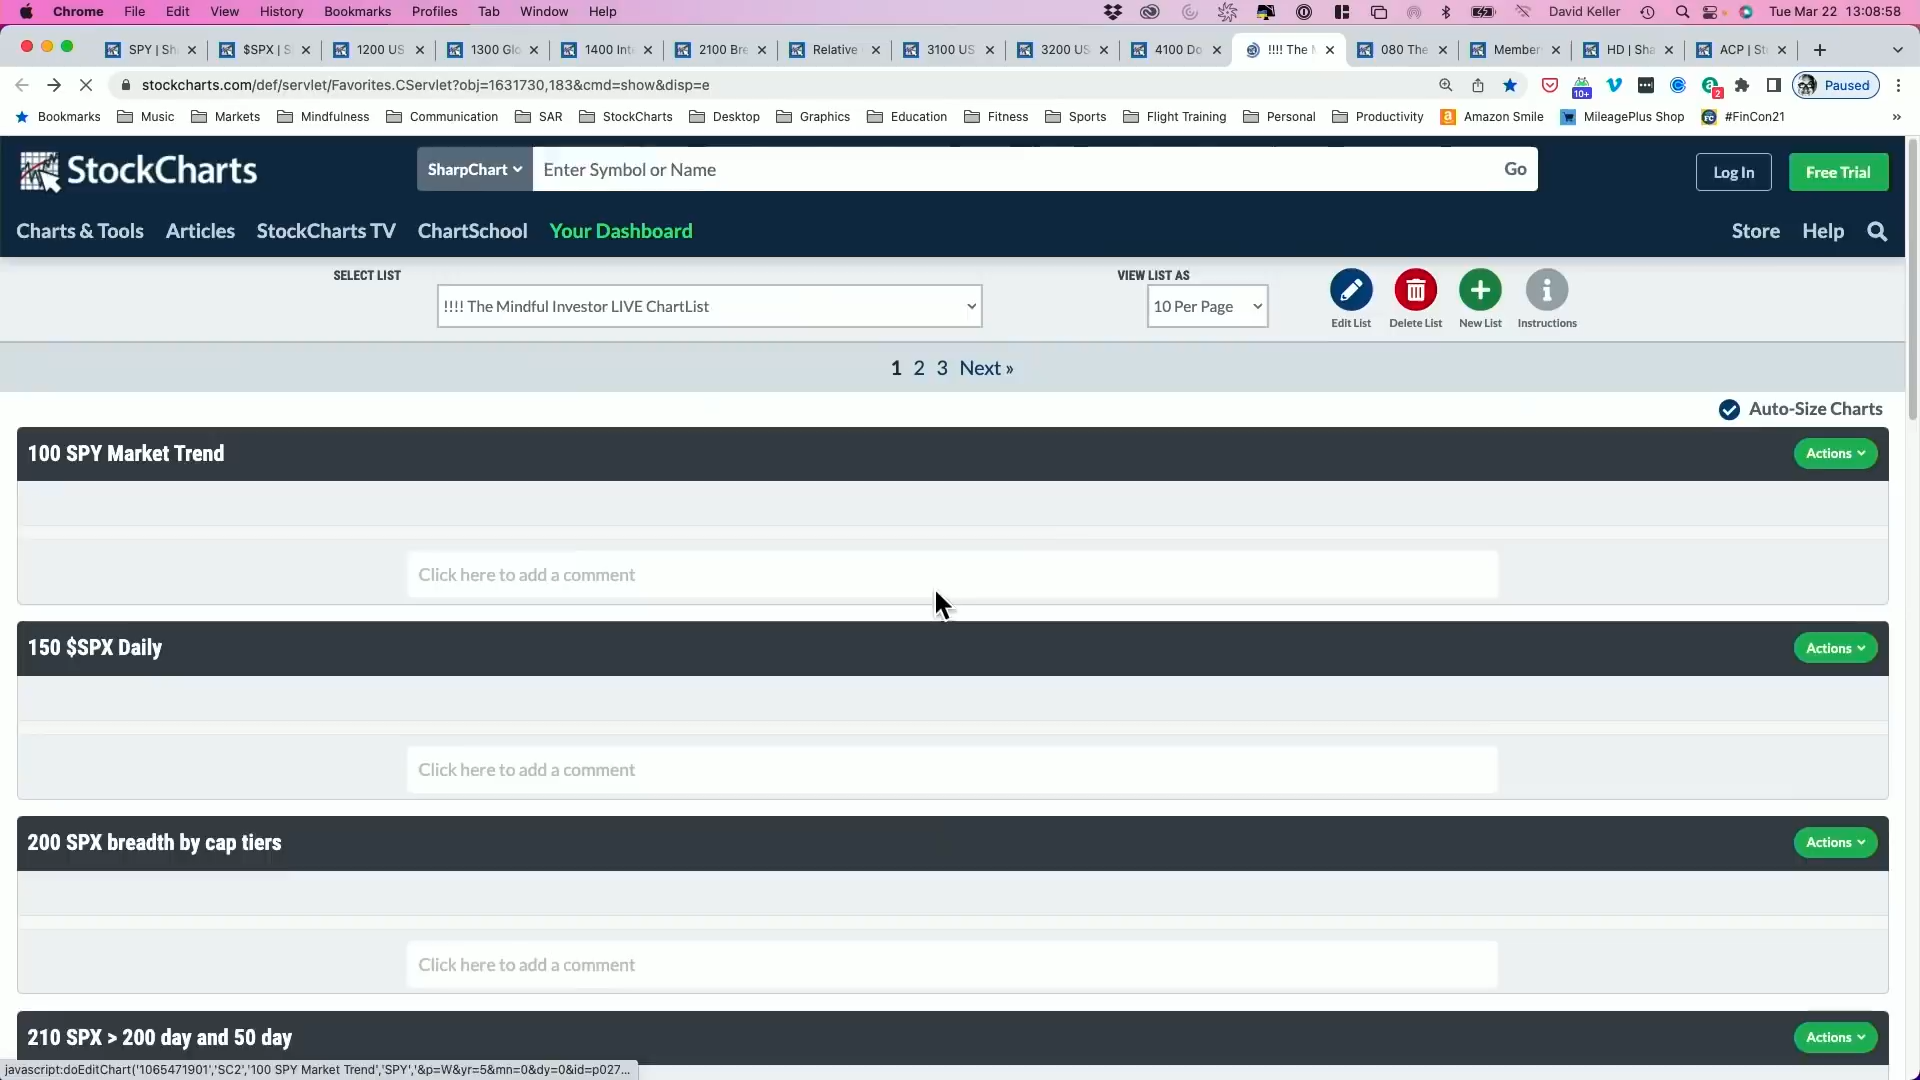 Chrome File Edit View History Bookmarks Profiles Tab Window Help David Keller Tue Mar 22 13:08:58
SPY | Sh $SPX | S 1200 US 1300 Glo 1400 Int 2100 Bre Relative 3100 US 3200 US 4100 Do !!!! The 080 The Member HD | Sha ACP | St
stockcharts.com/def/servlet/Favorites.CServlet?obj=1631730,183&cmd=show&disp=e 10+ 2 Paused
Bookmarks Music Markets Mindfulness Communication SAR StockCharts Desktop Graphics Education Fitness Sports Flight Training Personal Productivity Amazon Smile MileagePlus Shop #FinCon21 »
StockCharts SharpChart Enter Symbol or Name Go Log In Free Trial
Charts & Tools Articles StockCharts TV ChartSchool Your Dashboard Store Help
SELECT LIST VIEW LIST AS
!!!! The Mindful Investor LIVE ChartList 10 Per Page
Edit List Delete List New List Instructions
1 2 3 Next »
Auto-Size Charts
100 SPY Market Trend Actions
Click here to add a comment
150 $SPX Daily Actions
Click here to add a comment
200 SPX breadth by cap tiers Actions
Click here to add a comment
210 SPX > 200 day and 50 day Actions
javascript:doEditChart('1065471901','SC2','100 SPY Market Trend','SPY','&p=W&yr=5&mn=0&dy=0&id=p027...